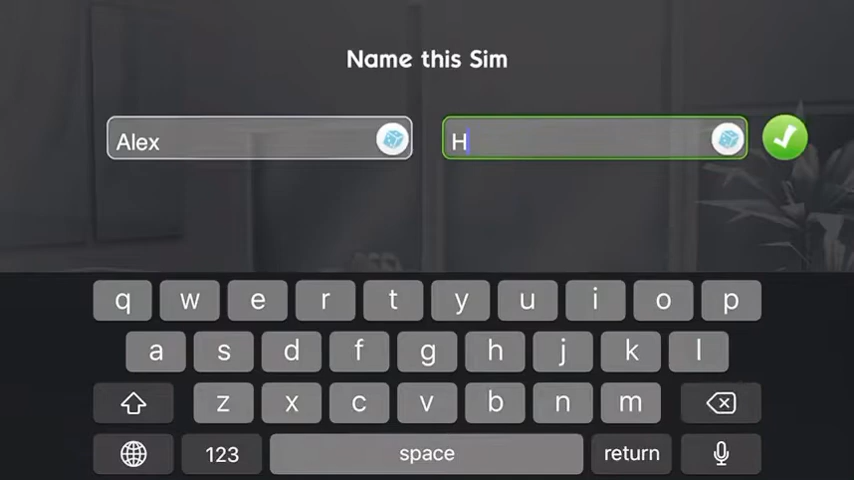 Name this Sim
Alex H
q w e r t y u i o p
a s d f g h j k l
z x c v b n m
123 space return